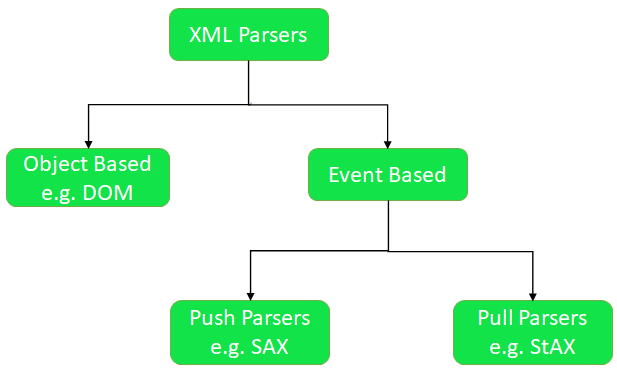 XML Parsers
Object Based
e.g. DOM
Event Based
Push Parsers
e.g. SAX
Pull Parsers
e.g. StAX